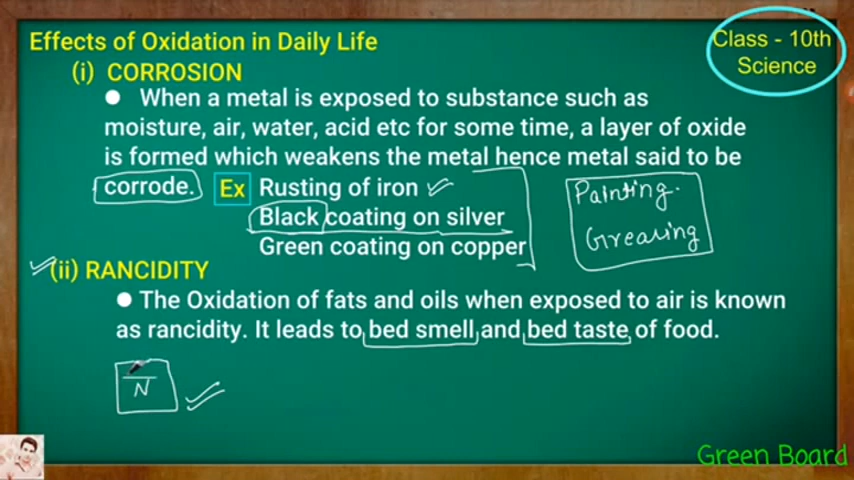 Effects of Oxidation in Daily Life
Class - 10th
Science
(i) CORROSION
● When a metal is exposed to substance such as
moisture, air, water, acid etc for some time, a layer of oxide
is formed which weakens the metal hence metal said to be
corrode. Ex Rusting of iron
Black coating on silver
Green coating on copper
Painting.
Greasing
(ii) RANCIDITY
● The Oxidation of fats and oils when exposed to air is known
as rancidity. It leads to bed smell and bed taste of food.
N
Green Board